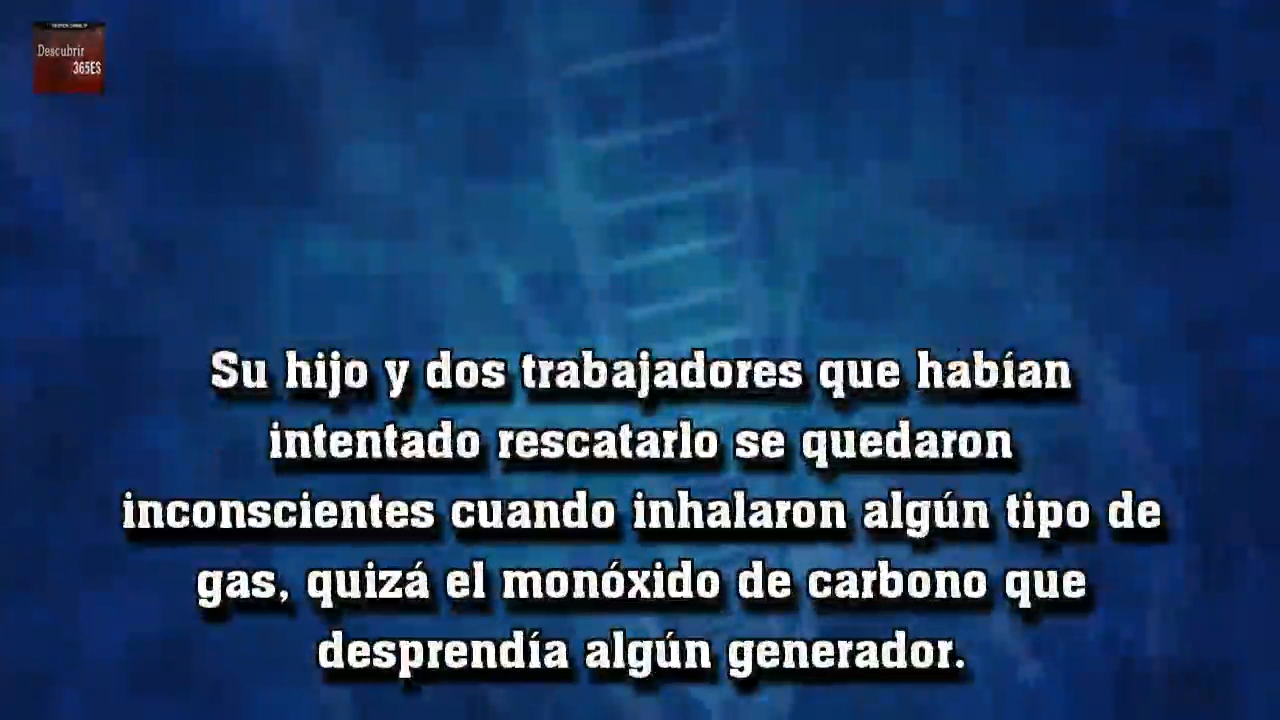 Descubrir
365ES
Su hijo y dos trabajadores que habían
intentado rescatarlo se quedaron
inconscientes cuando inhalaron algún tipo de
gas, quizá el monóxido de carbono que
desprendía algún generador.